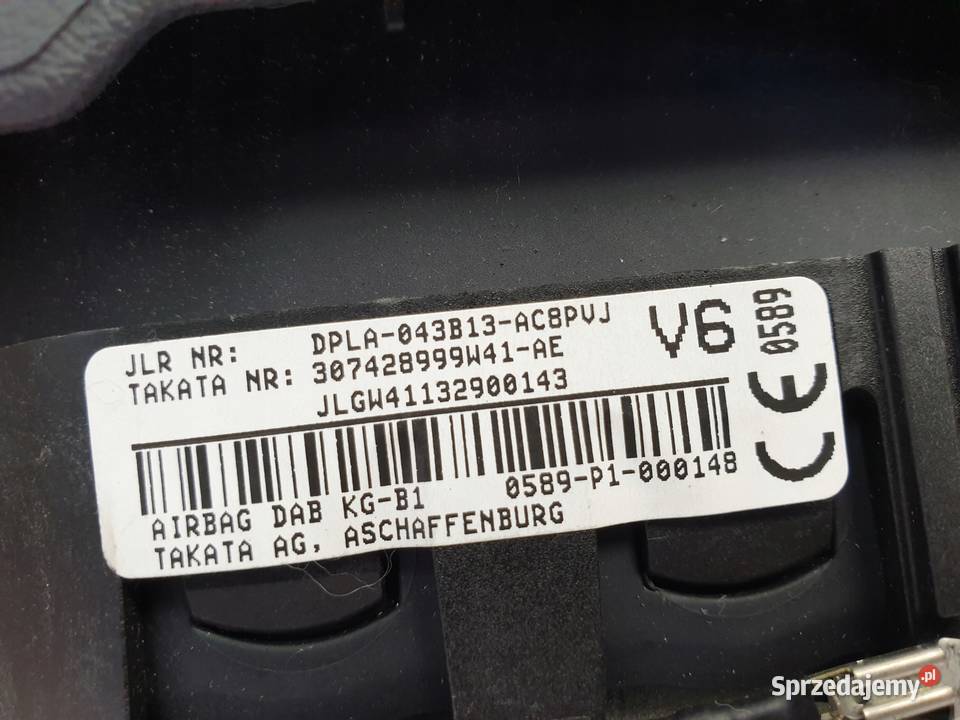 JLR NR: DPLA-043B13-AC8PVJ
TAKATA NR: 307428999W41-AE
JLGW41132900143
V6
0589
CE
0589-P1-000148
AIRBAG DAB KG-B1
TAKATA AG, ASCHAFFENBURG
Sprzedajemy.pl